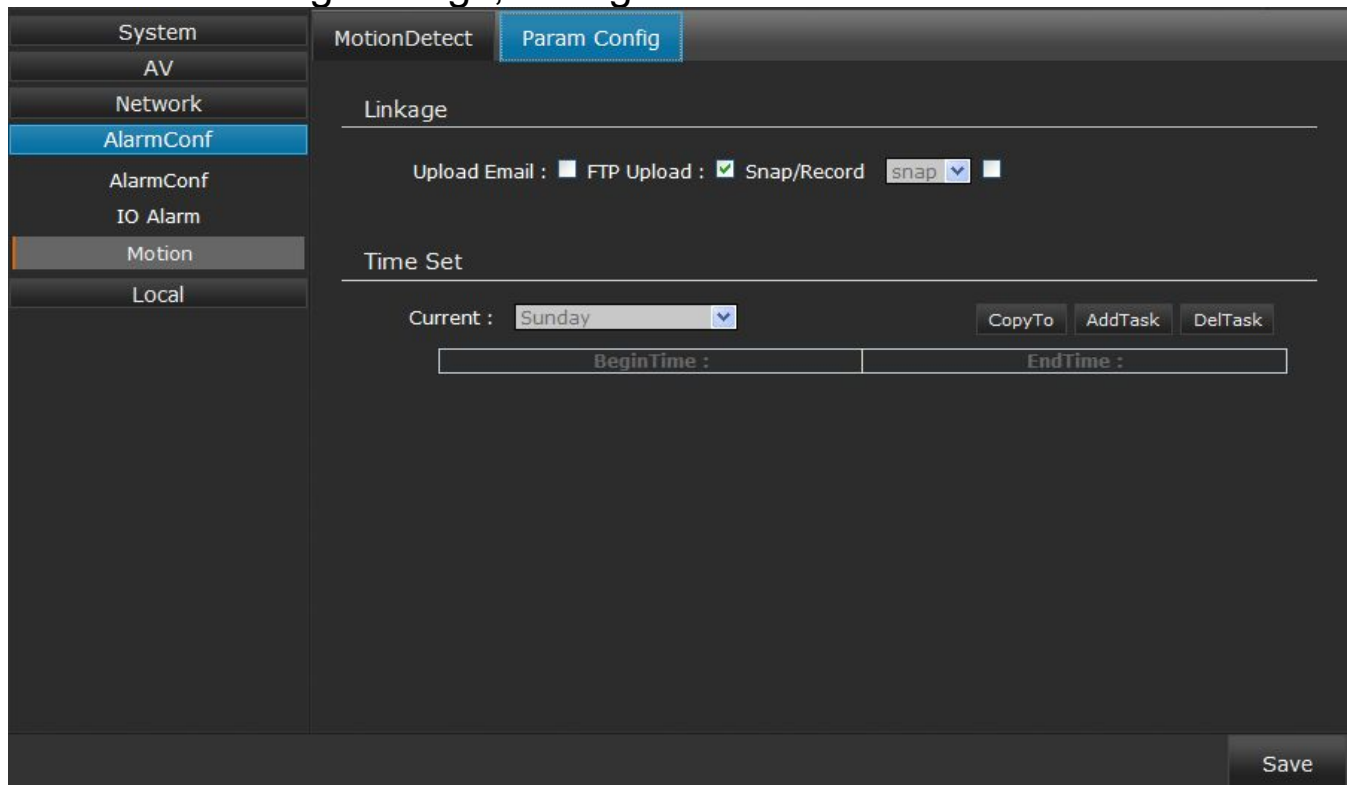 System
MotionDetect Param Config
AV
Network
Linkage
AlarmConf
AlarmConf
Upload Email : FTP Upload : Snap/Record snap
IO Alarm
Motion
Time Set
Local
Current : Sunday CopyTo AddTask DelTask
BeginTime : EndTime :
Save